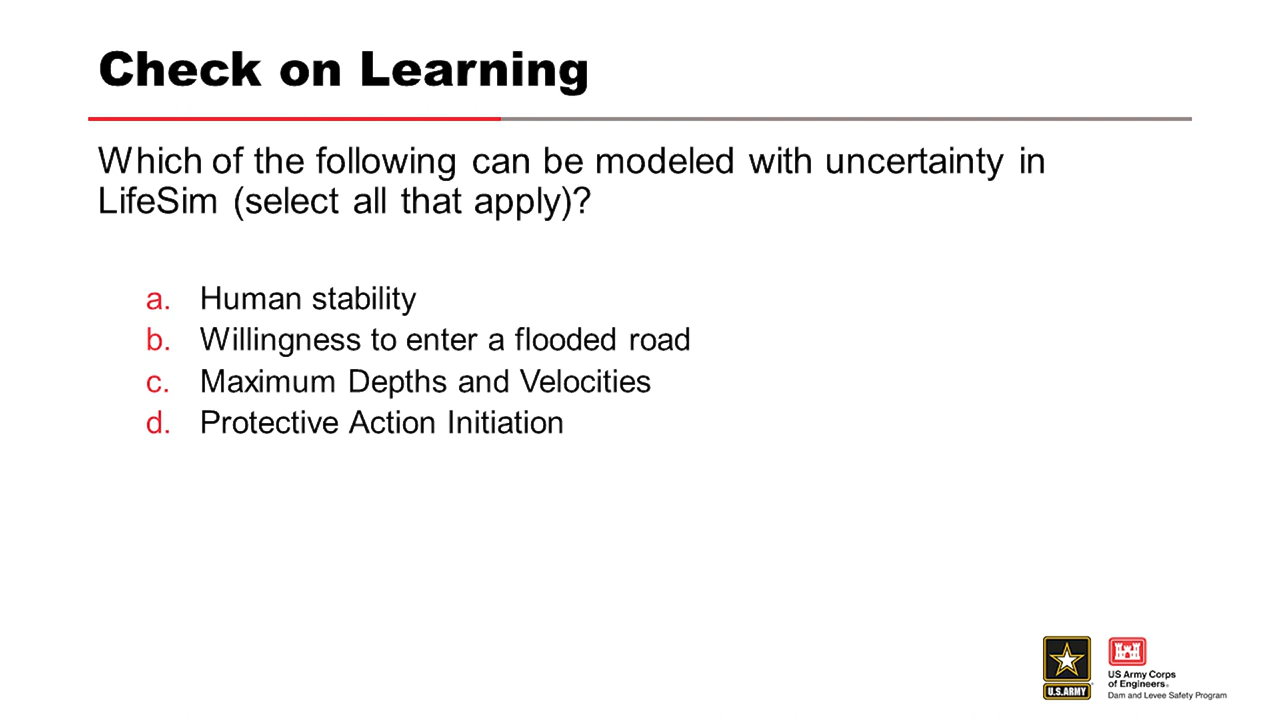 Check on Learning
Which of the following can be modeled with uncertainty in
LifeSim (select all that apply)?
a. Human stability
b. Willingness to enter a flooded road
c. Maximum Depths and Velocities
d. Protective Action Initiation
U.S.ARMY
US Army Corps
of Engineers®
Dam and Levee Safety Program